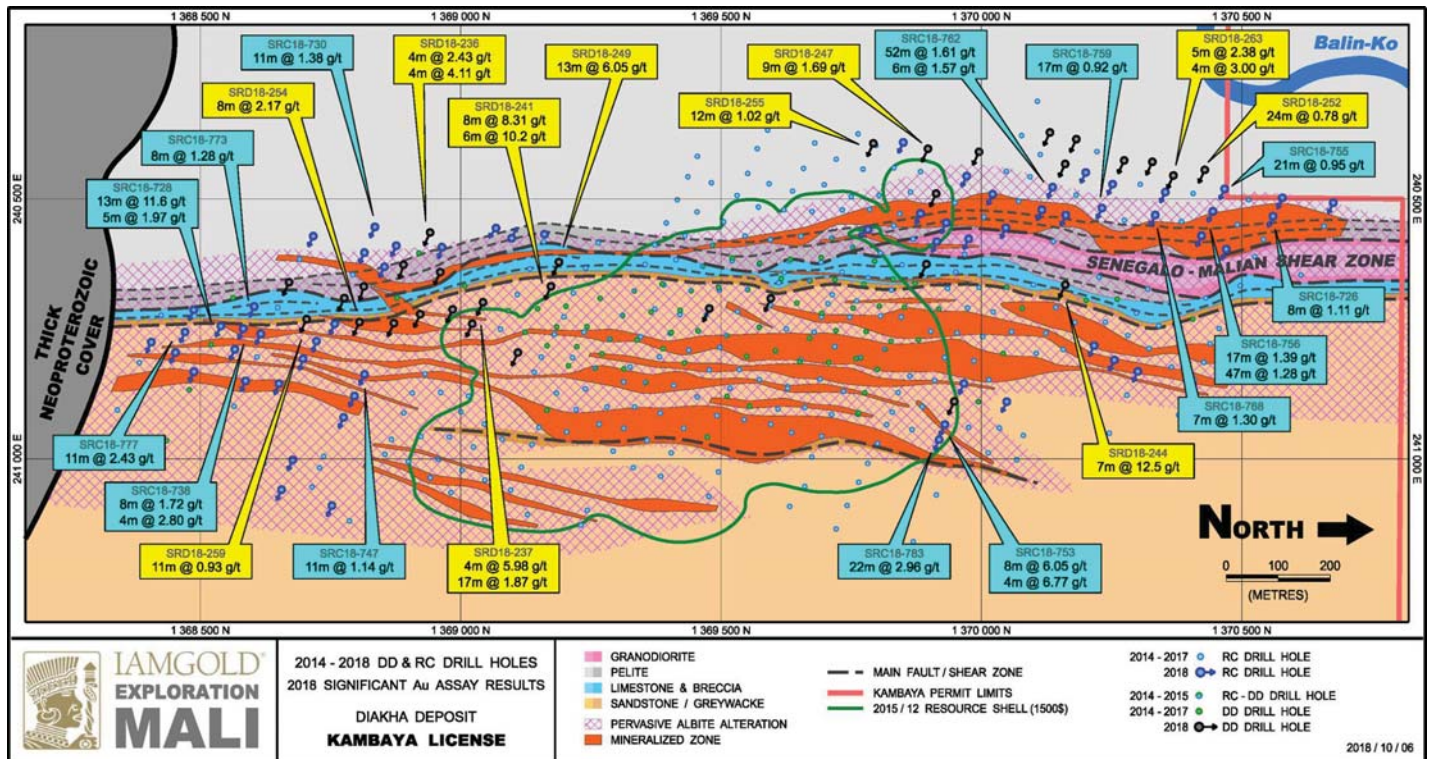 1 368 500 N
1 369 000 N
1 369 500 N
1 370 000 N
1 370 500 N
SRC18-730
11m @ 1.38 g/t
SRD18-236
4m @ 2.43 g/t
4m @ 4.11 g/t
SRD18-249
13m @ 6.05 g/t
SRD18-247
9m @ 1.69 g/t
SRC18-762
52m @ 1.61 g/t
6m @ 1.57 g/t
SRC18-759
17m @ 0.92 g/t
SRD18-263
5m @ 2.38 g/t
4m @ 3.00 g/t
Balin-Ko
SRD18-254
8m @ 2.17 g/t
SRD18-241
8m @ 8.31 g/t
6m @ 10.2 g/t
SRD18-255
12m @ 1.02 g/t
SRD18-252
24m @ 0.78 g/t
SRC18-773
8m @ 1.28 g/t
SRC18-755
21m @ 0.95 g/t
SRC18-728
13m @ 11.6 g/t
5m @ 1.97 g/t
240 500 E
240 500 E
SENEGALO - MALIAN SHEAR ZONE
THICK
NEOPROTEROZOIC
COVER
SRC18-726
8m @ 1.11 g/t
SRC18-756
17m @ 1.39 g/t
47m @ 1.28 g/t
SRC18-768
7m @ 1.30 g/t
SRC18-777
11m @ 2.43 g/t
SRD18-244
7m @ 12.5 g/t
241 000 E
241 000 E
SRC18-738
8m @ 1.72 g/t
4m @ 2.80 g/t
SRD18-259
11m @ 0.93 g/t
SRC18-747
11m @ 1.14 g/t
SRD18-237
4m @ 5.98 g/t
17m @ 1.87 g/t
SRC18-783
22m @ 2.96 g/t
SRC18-753
8m @ 6.05 g/t
4m @ 6.77 g/t
NORTH
0 100 200
(METRES)
1 368 500 N
1 369 000 N
1 369 500 N
1 370 000 N
1 370 500 N
IAMGOLD®
EXPLORATION
MALI
2014 - 2018 DD & RC DRILL HOLES
2018 SIGNIFICANT Au ASSAY RESULTS
DIAKHA DEPOSIT
KAMBAYA LICENSE
GRANODIORITE
PELITE
LIMESTONE & BRECCIA
SANDSTONE / GREYWACKE
PERVASIVE ALBITE ALTERATION
MINERALIZED ZONE
MAIN FAULT / SHEAR ZONE
KAMBAYA PERMIT LIMITS
2015 / 12 RESOURCE SHELL (1500$)
2014 - 2017 RC DRILL HOLE
2018 RC DRILL HOLE
2014 - 2015 RC - DD DRILL HOLE
2014 - 2017 DD DRILL HOLE
2018 DD DRILL HOLE
2018 / 10 / 06